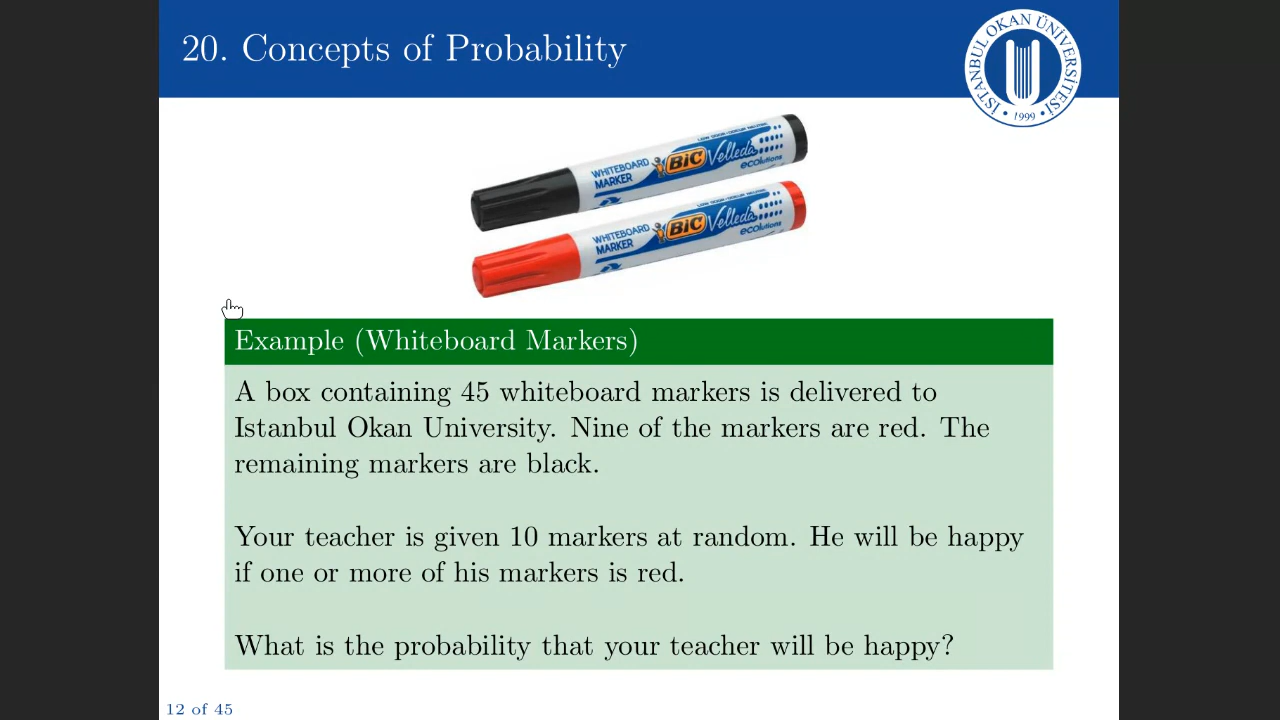 20. Concepts of Probability
İSTANBUL OKAN ÜNİVERSİTESİ
• 1999 •
WHITEBOARD
MARKER
BIC
Velleda
ecolutions
WHITEBOARD
MARKER
BIC
Velleda
ecolutions
Example (Whiteboard Markers)
A box containing 45 whiteboard markers is delivered to
Istanbul Okan University. Nine of the markers are red. The
remaining markers are black.
Your teacher is given 10 markers at random. He will be happy
if one or more of his markers is red.
What is the probability that your teacher will be happy?
12 of 45